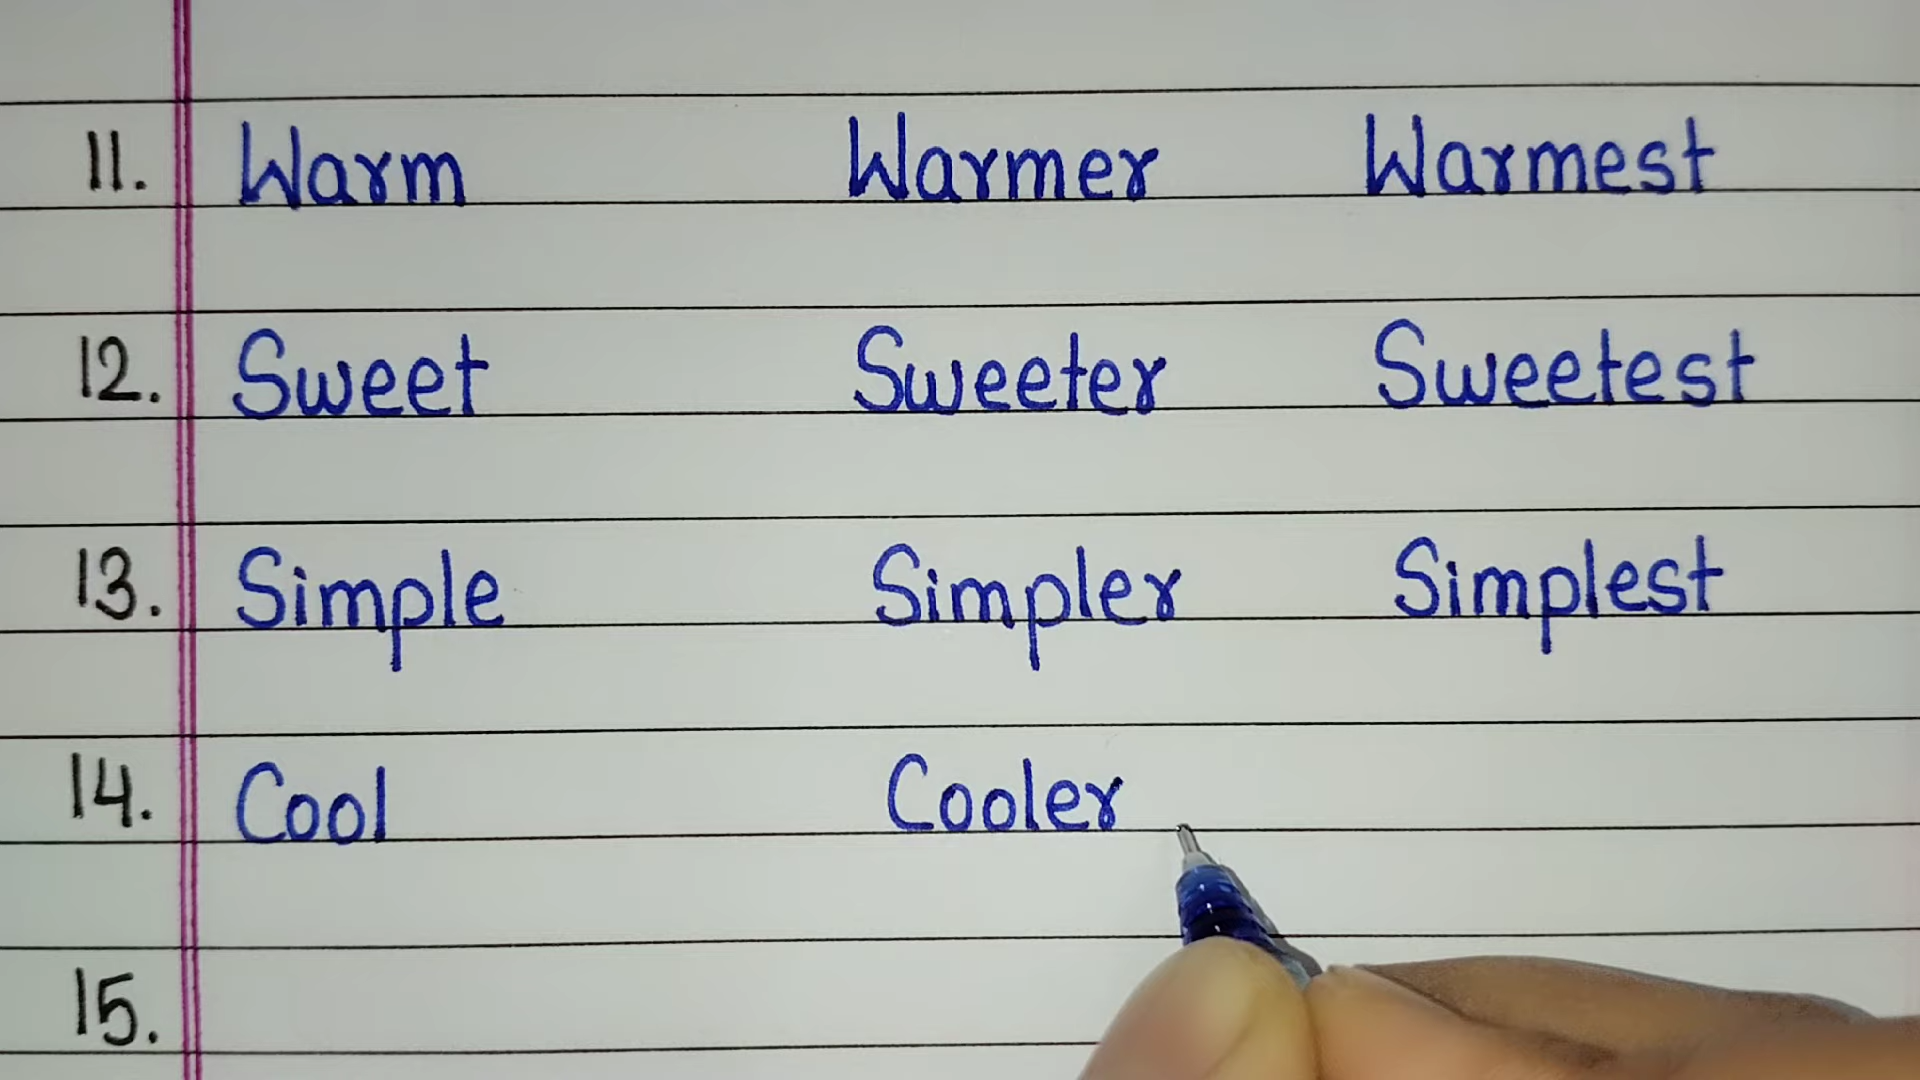 11. Warm Warmer Warmest
12. Sweet Sweeter Sweetest
13. Simple Simpler Simplest
14. Cool Cooler
15.